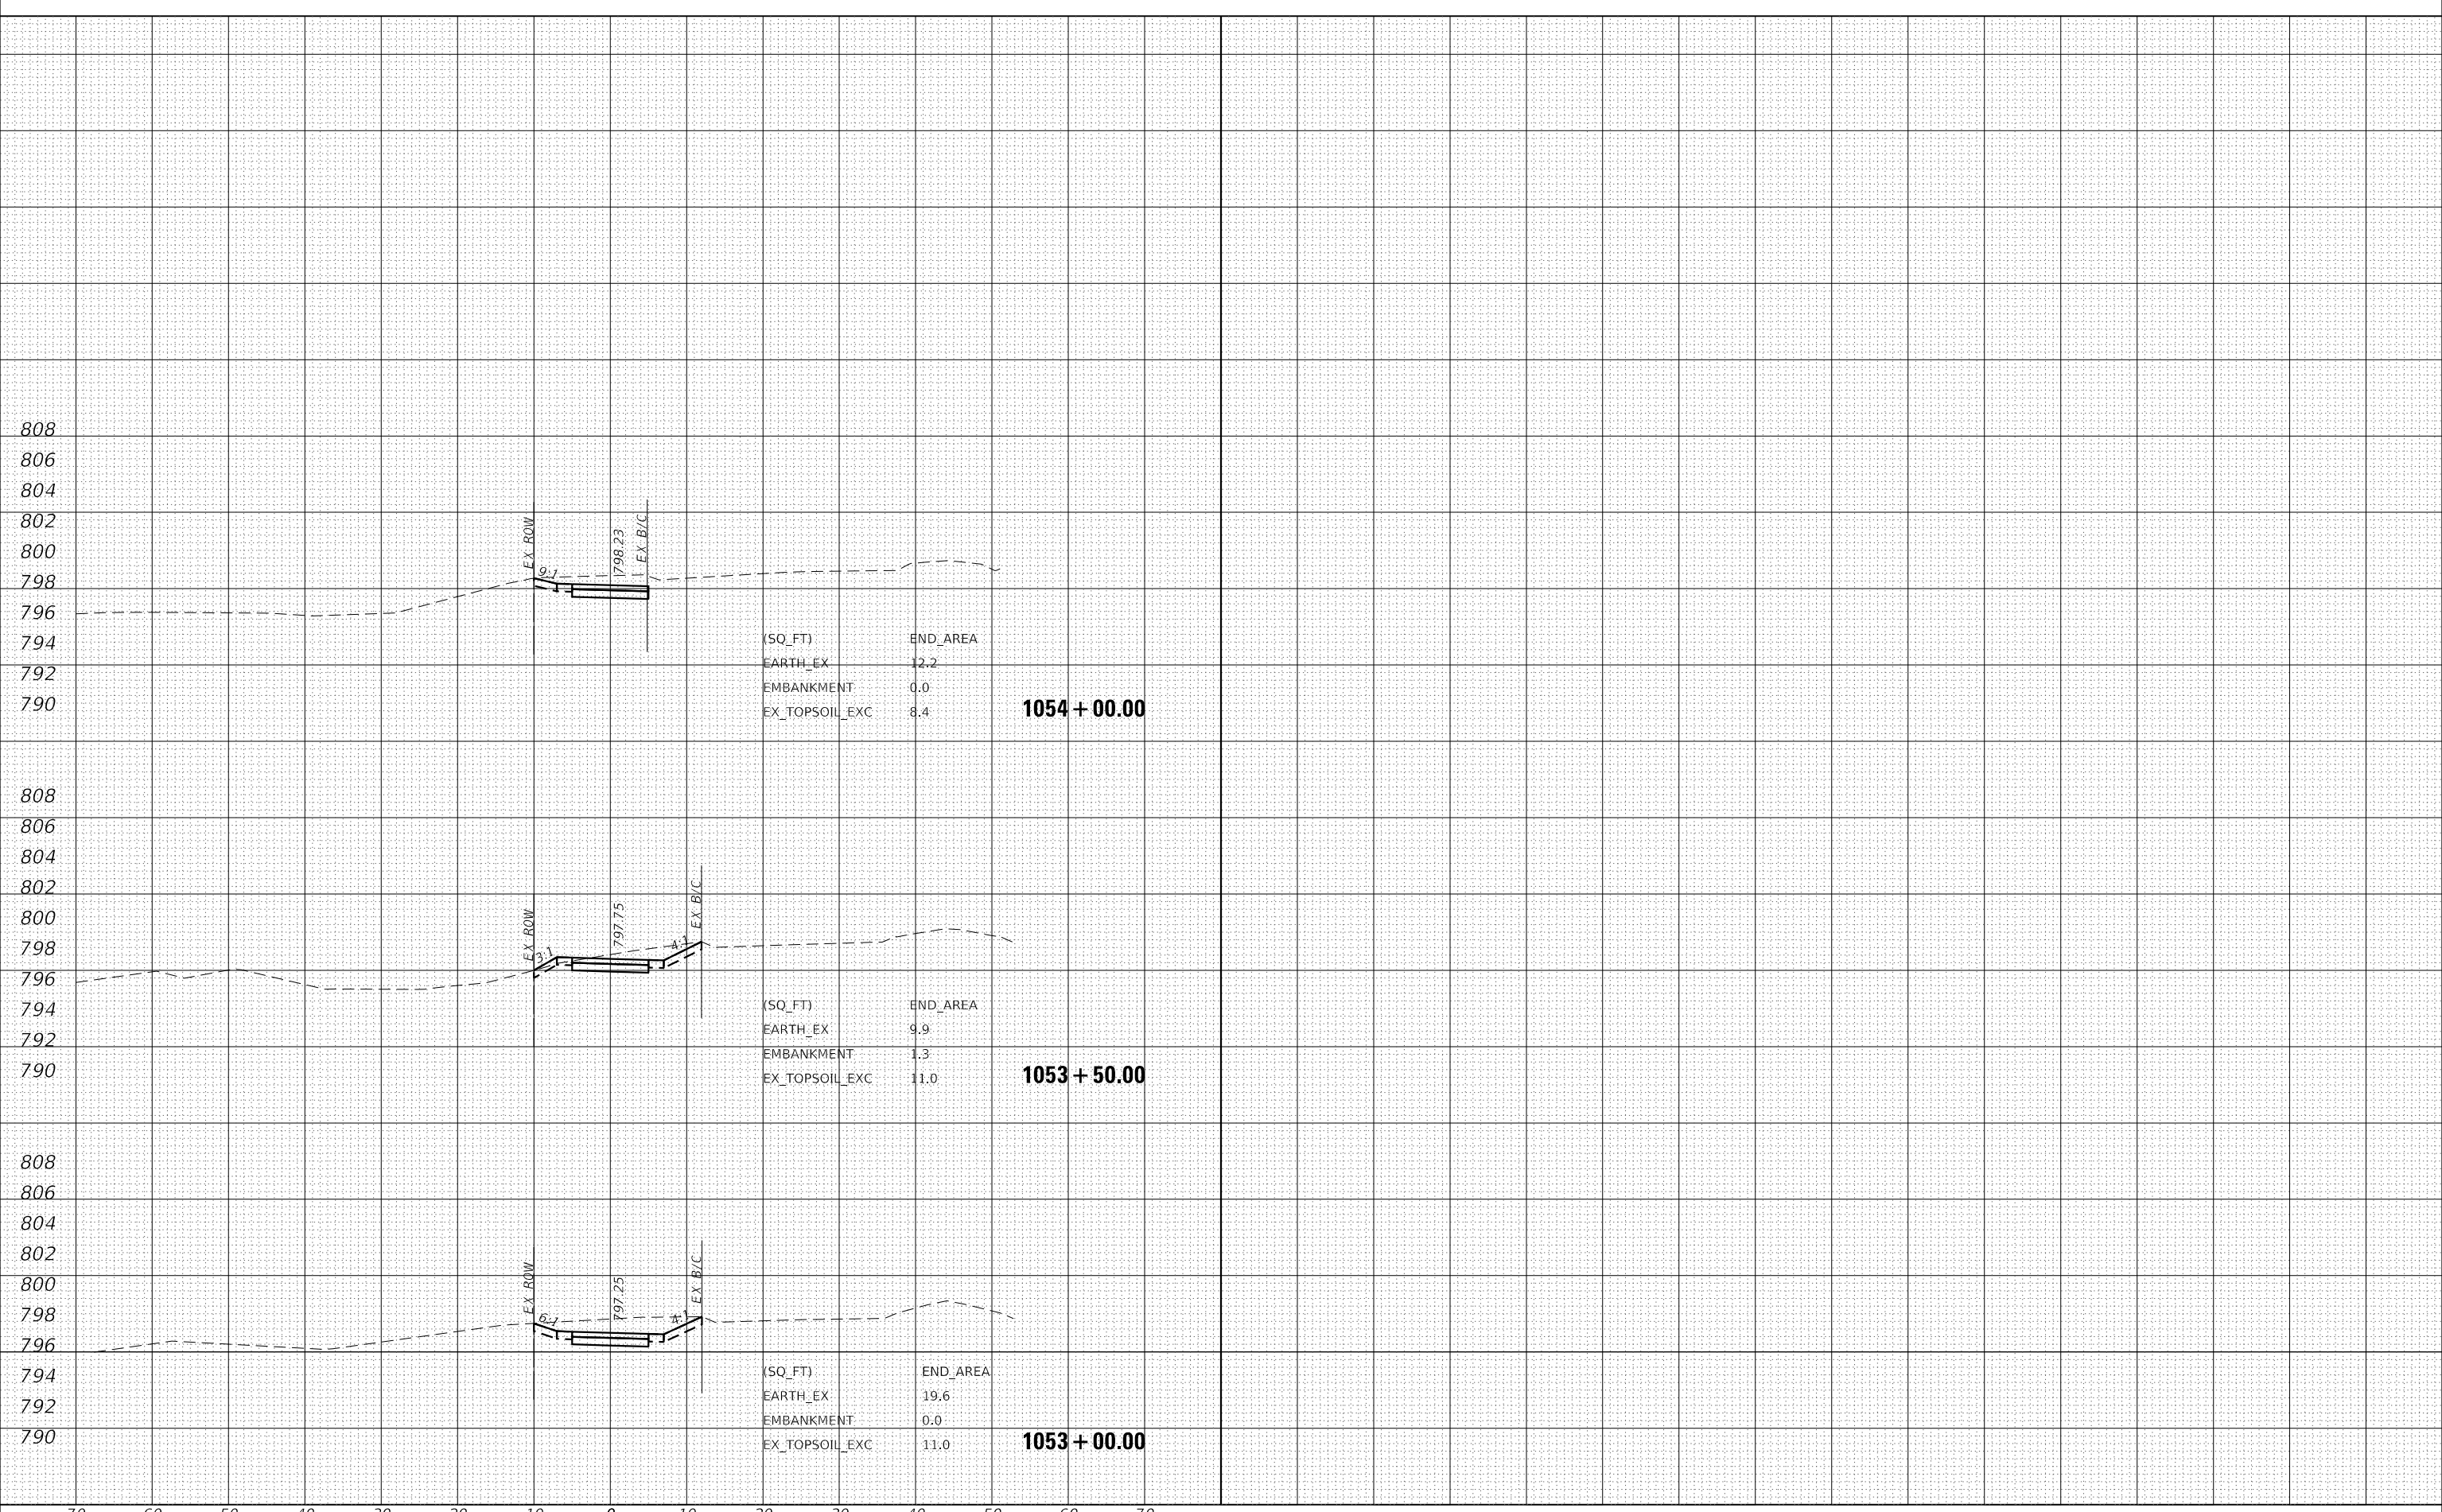 808
806
804
802
800
798
796
794
792
790
EX ROW
9:1
798.23
EX B/C
(SQ_FT) END_AREA
EARTH_EX 12.2
EMBANKMENT 0.0
EX_TOPSOIL_EXC 8.4
1054+00.00
808
806
804
802
800
798
796
794
792
790
EX ROW
3:1
797.75
4:1
EX B/C
(SQ_FT) END_AREA
EARTH_EX 9.9
EMBANKMENT 1.3
EX_TOPSOIL_EXC 11.0
1053+50.00
808
806
804
802
800
798
796
794
792
790
EX ROW
6:1
797.25
4:1
EX B/C
(SQ_FT) END_AREA
EARTH_EX 19.6
EMBANKMENT 0.0
EX_TOPSOIL_EXC 11.0
1053+00.00